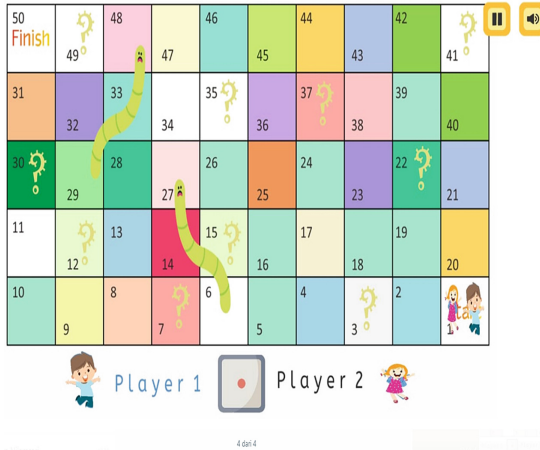 50 48 46 44 42
Finish 49 47 45 43 41
31 33 35 37 39
32 34 36 38 40
30 28 26 24 22
29 27 25 23 21
11 13 15 17 19
12 14 16 18 20
10 8 6 4 2
9 7 5 3 1
Player 1 Player 2
4 dari 4